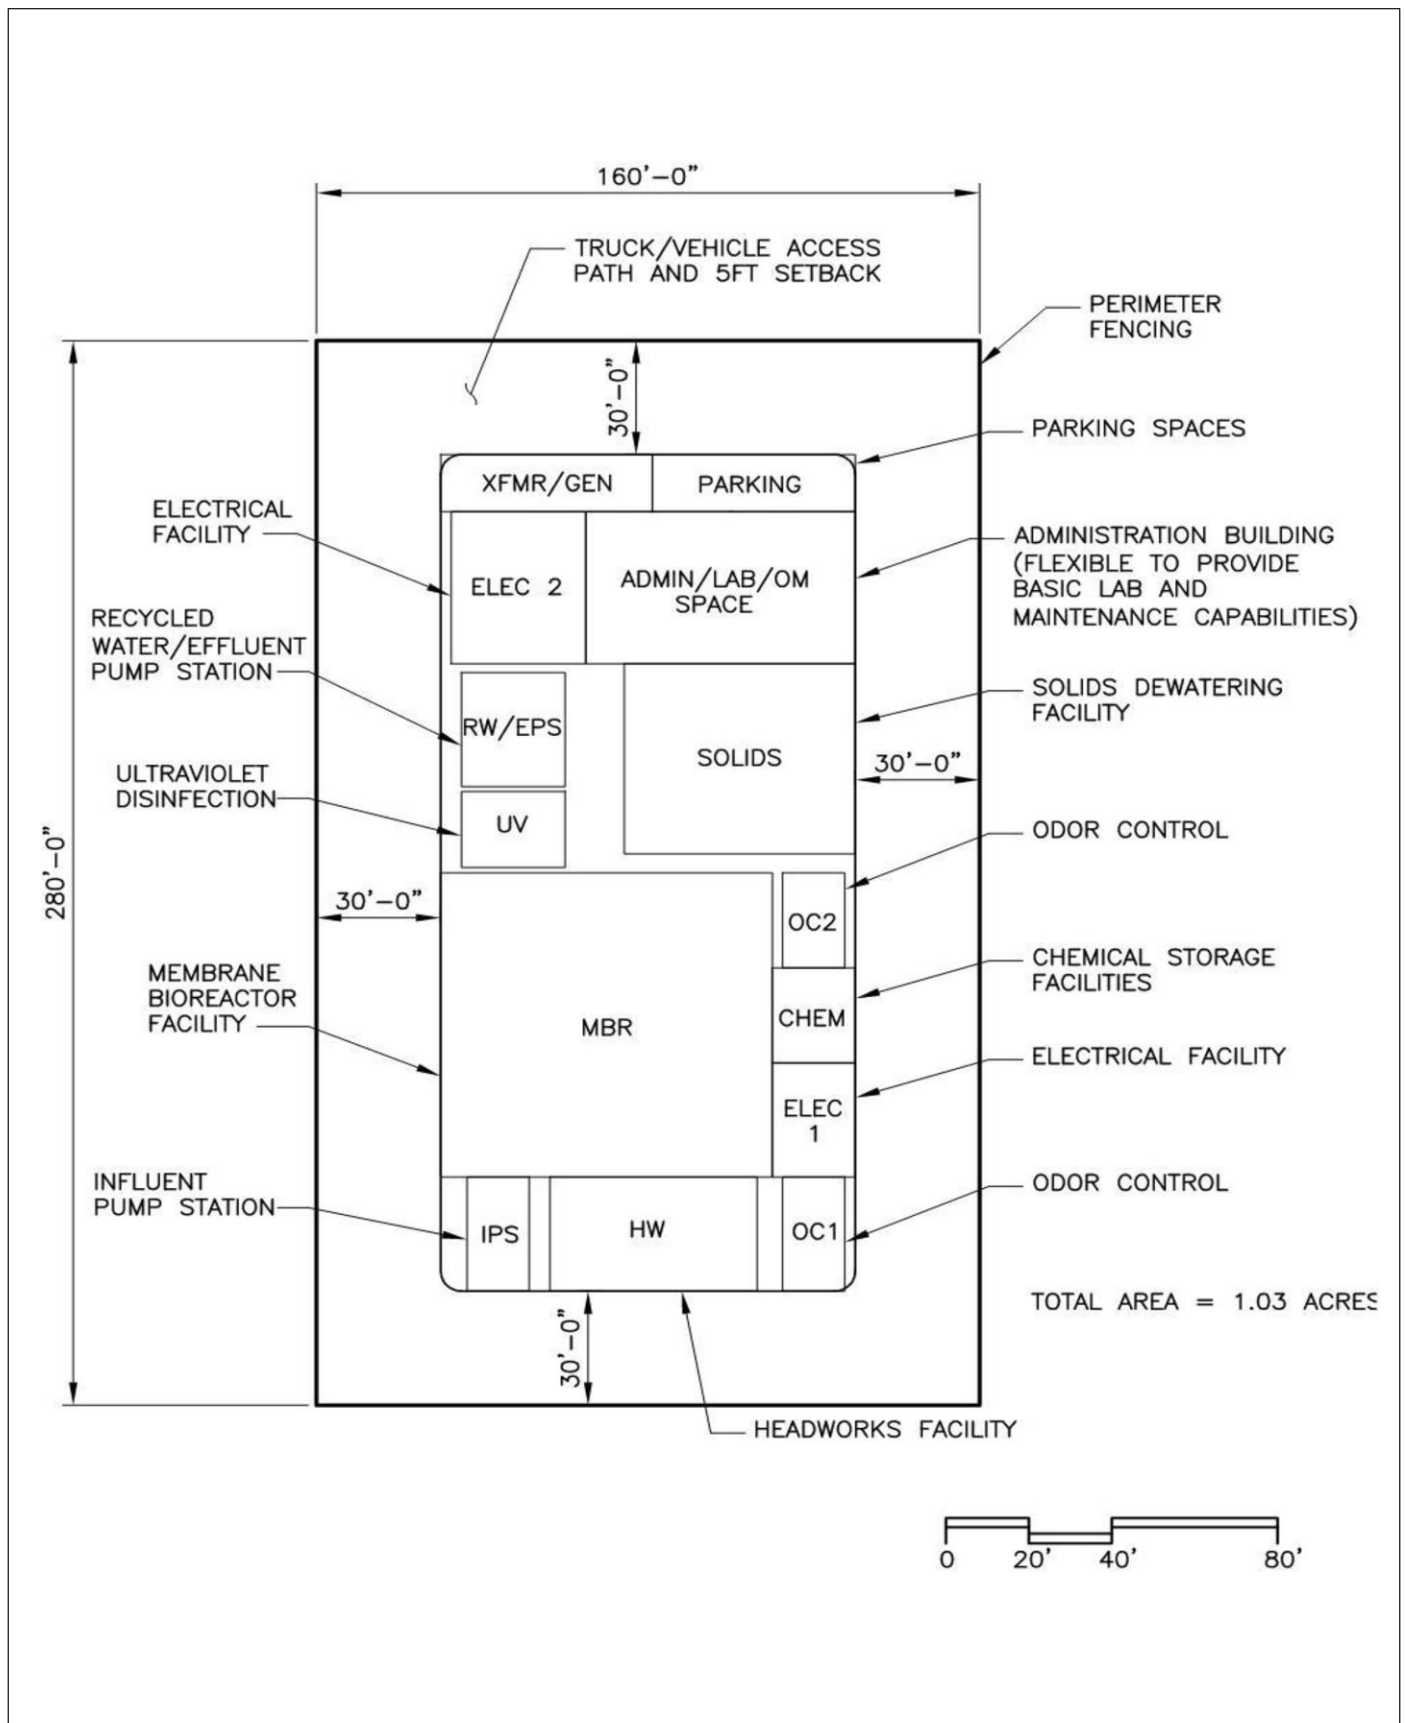 160'-0"
TRUCK/VEHICLE ACCESS
PATH AND 5FT SETBACK
PERIMETER
FENCING
30'-0"
PARKING SPACES
XFMR/GEN
PARKING
ELECTRICAL
FACILITY
ADMINISTRATION BUILDING
(FLEXIBLE TO PROVIDE
BASIC LAB AND
MAINTENANCE CAPABILITIES)
ELEC 2
ADMIN/LAB/OM
SPACE
RECYCLED
WATER/EFFLUENT
PUMP STATION
SOLIDS DEWATERING
FACILITY
RW/EPS
SOLIDS
30'-0"
ULTRAVIOLET
DISINFECTION
UV
ODOR CONTROL
280'-0"
30'-0"
OC2
MEMBRANE
BIOREACTOR
FACILITY
CHEMICAL STORAGE
FACILITIES
MBR
CHEM
ELECTRICAL FACILITY
ELEC
1
INFLUENT
PUMP STATION
ODOR CONTROL
IPS
HW
OC1
TOTAL AREA = 1.03 ACRES
30'-0"
HEADWORKS FACILITY
0
20'
40'
80'